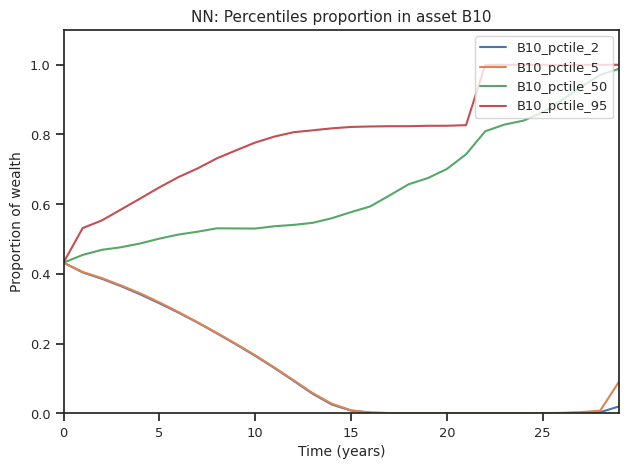 NN: Percentiles proportion in asset B10
B10_pctile_2
B10_pctile_5
B10_pctile_50
B10_pctile_95
Proportion of wealth
1.0
0.8
0.6
0.4
0.2
0.0
0 5 10 15 20 25
Time (years)